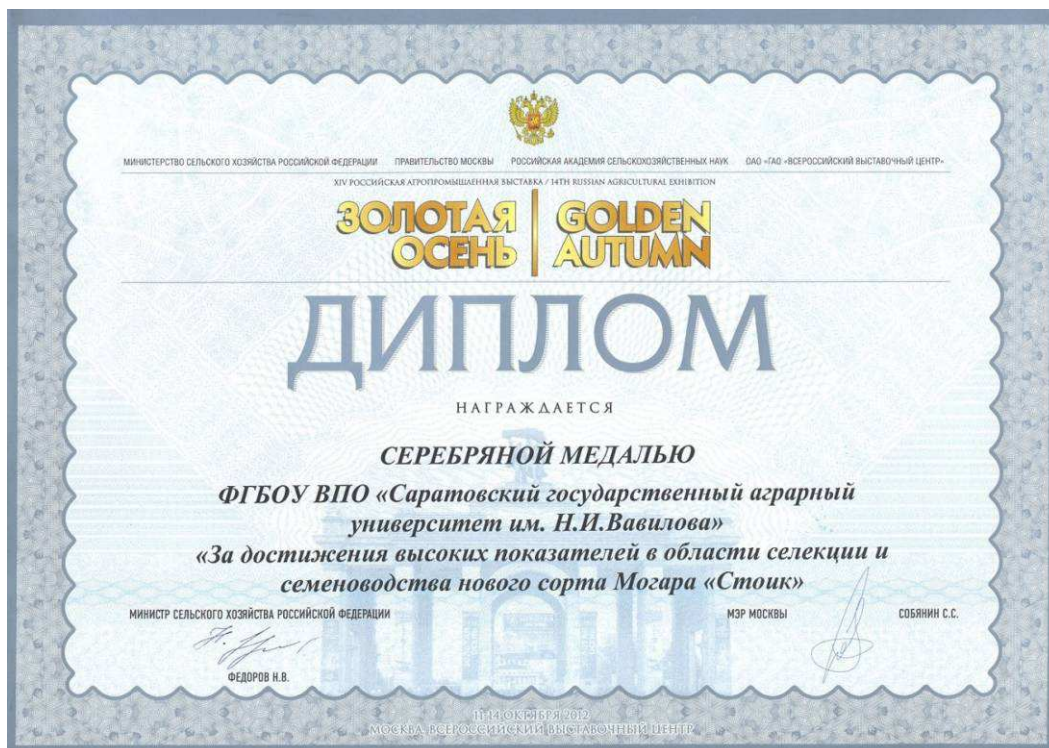 МИНИСТЕРСТВО СЕЛЬСКОГО ХОЗЯЙСТВА РОССИЙСКОЙ ФЕДЕРАЦИИ ПРАВИТЕЛЬСТВО МОСКВЫ РОССИЙСКАЯ АКАДЕМИЯ СЕЛЬСКОХОЗЯЙСТВЕННЫХ НАУК ОАО «ГАО «ВСЕРОССИЙСКИЙ ВЫСТАВОЧНЫЙ ЦЕНТР»
XIV РОССИЙСКАЯ АГРОПРОМЫШЛЕННАЯ ВЫСТАВКА / 14TH RUSSIAN AGRICULTURAL EXHIBITION
ЗОЛОТАЯ GOLDEN
ОСЕНЬ AUTUMN
ДИПЛОМ
НАГРАЖДАЕТСЯ
СЕРЕБРЯНОЙ МЕДАЛЬЮ
ФГБОУ ВПО «Саратовский государственный аграрный
университет им. Н.И.Вавилова»
«За достижения высоких показателей в области селекции и
семеноводства нового сорта Могара «Стоик»
МИНИСТР СЕЛЬСКОГО ХОЗЯЙСТВА РОССИЙСКОЙ ФЕДЕРАЦИИ МЭР МОСКВЫ СОБЯНИН С.С.
ФЕДОРОВ Н.В.
11-14 ОКТЯБРЯ 2012
МОСКВА, ВСЕРОССИЙСКИЙ ВЫСТАВОЧНЫЙ ЦЕНТР